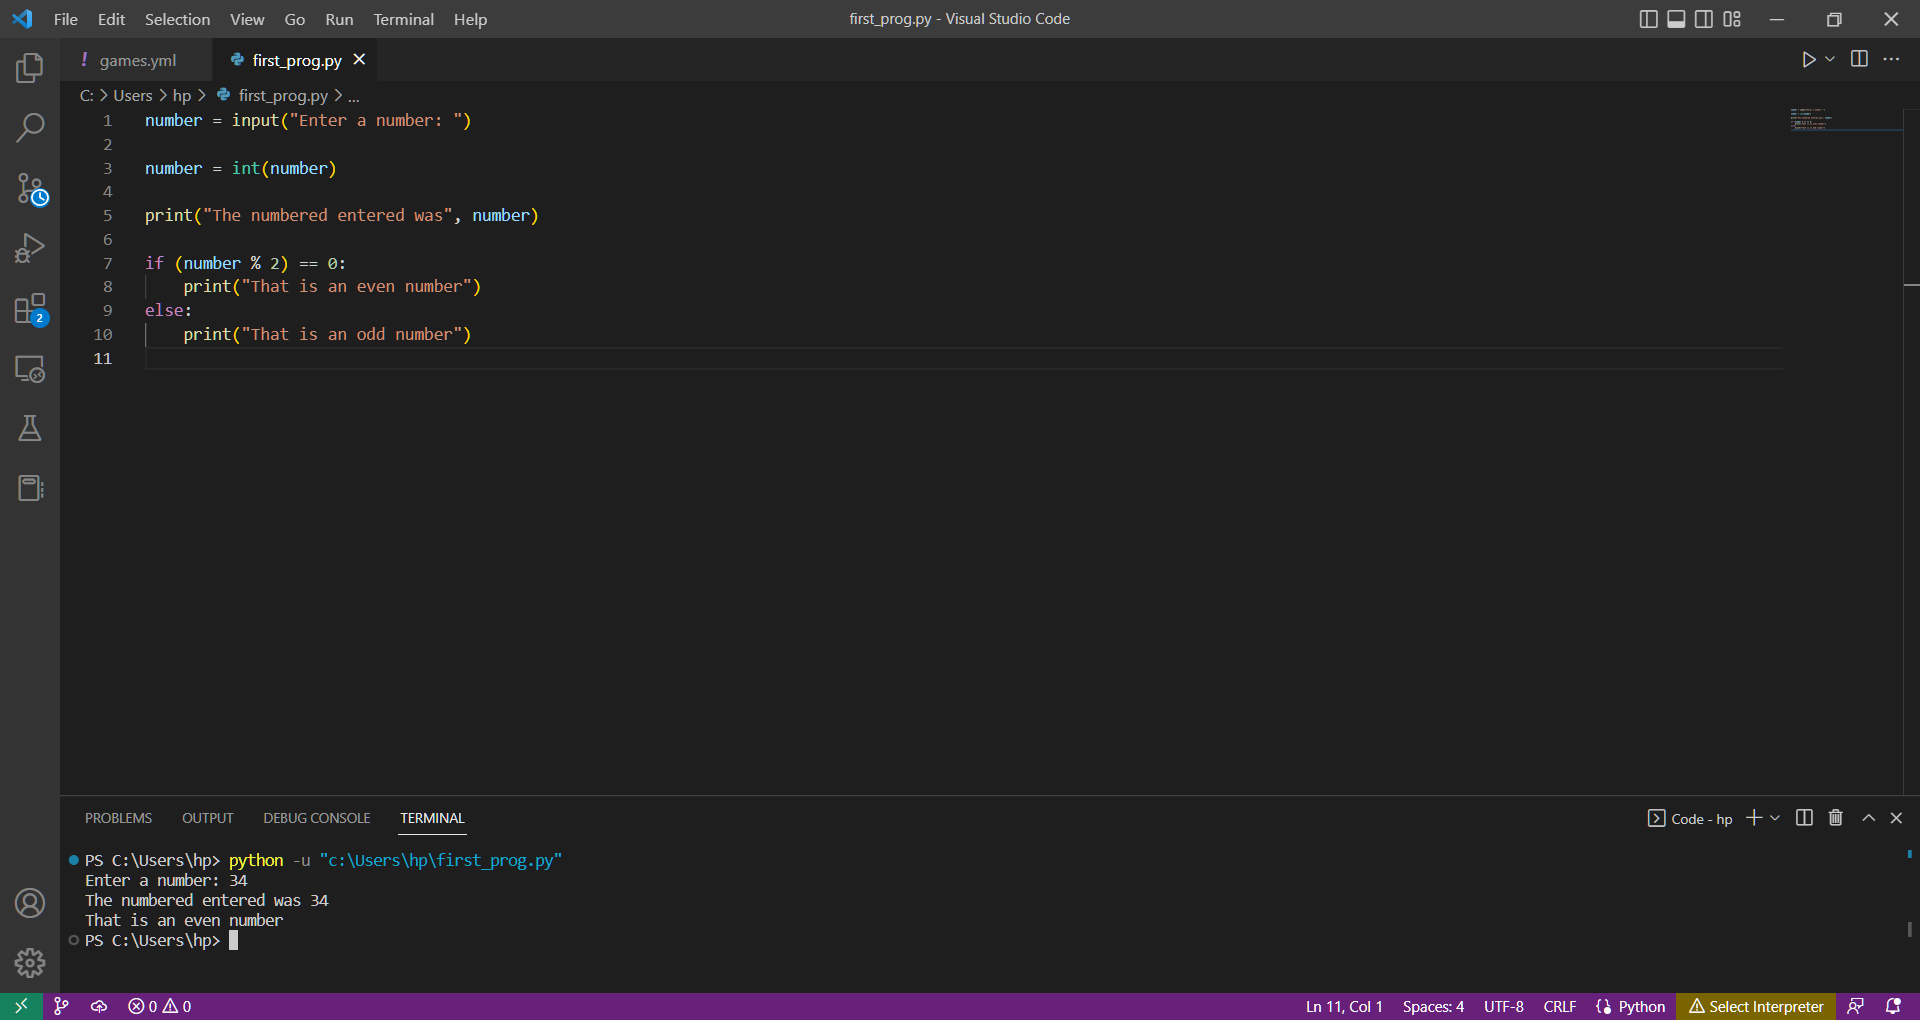 File Edit Selection View Go Run Terminal Help first_prog.py - Visual Studio Code
! games.yml first_prog.py
C: > Users > hp > first_prog.py > ...
1 number = input("Enter a number: ")
2
3 number = int(number)
4
5 print("The numbered entered was", number)
6
7 if (number % 2) == 0:
8     print("That is an even number")
9 else:
10     print("That is an odd number")
11
2
PROBLEMS OUTPUT DEBUG CONSOLE TERMINAL Code - hp
PS C:\Users\hp> python -u "c:\Users\hp\first_prog.py"
Enter a number: 34
The numbered entered was 34
That is an even number
PS C:\Users\hp>
0 0 Ln 11, Col 1 Spaces: 4 UTF-8 CRLF Python Select Interpreter